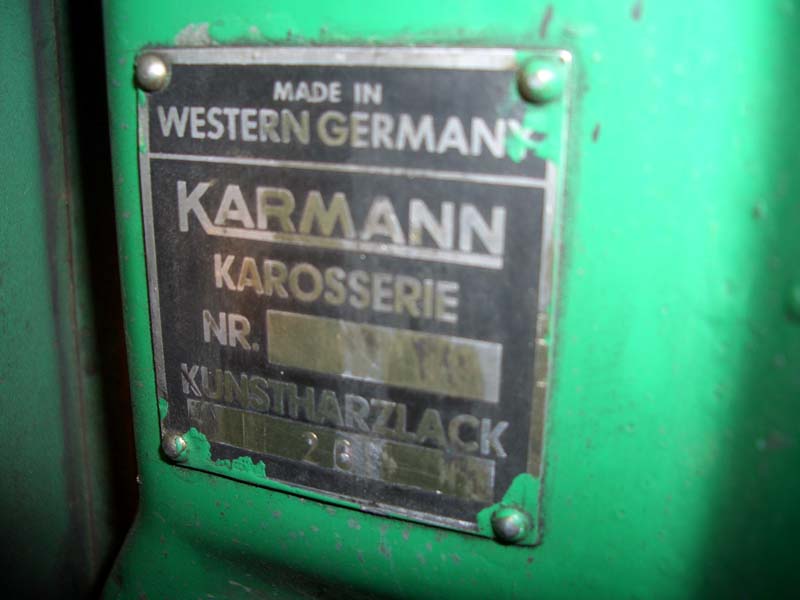 MADE IN
WESTERN GERMANY
KARMANN
KAROSSERIE
NR.
KUNSTHARZLACK